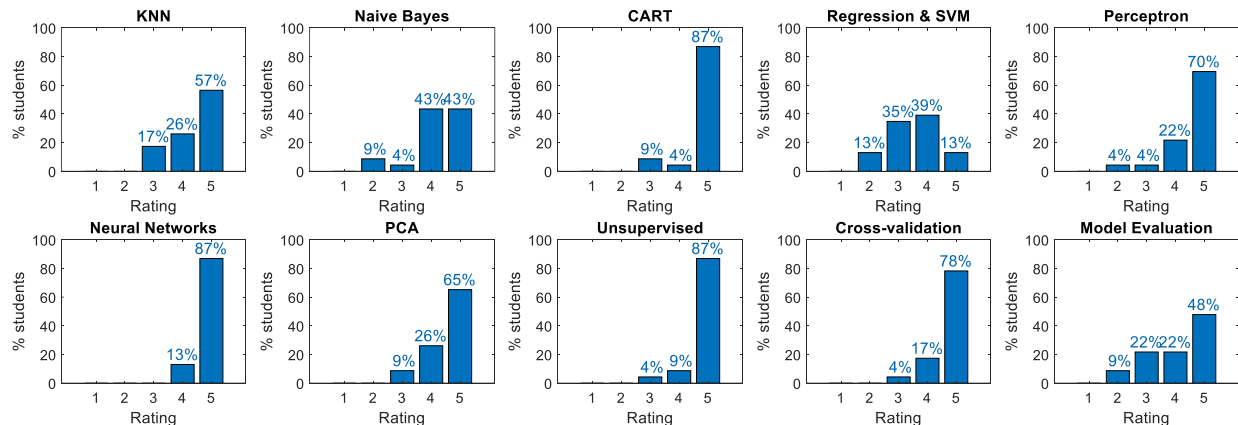 KNN
100
80
60
40
20
0
% students
17%
26%
57%
1 2 3 4 5
Rating
Naive Bayes
100
80
60
40
20
0
% students
9%
4%
43%
43%
1 2 3 4 5
Rating
CART
100
80
60
40
20
0
% students
9%
4%
87%
1 2 3 4 5
Rating
Regression & SVM
100
80
60
40
20
0
% students
13%
35%
39%
13%
1 2 3 4 5
Rating
Perceptron
100
80
60
40
20
0
% students
4%
4%
22%
70%
1 2 3 4 5
Rating
Neural Networks
100
80
60
40
20
0
% students
13%
87%
1 2 3 4 5
Rating
PCA
100
80
60
40
20
0
% students
9%
26%
65%
1 2 3 4 5
Rating
Unsupervised
100
80
60
40
20
0
% students
4%
9%
87%
1 2 3 4 5
Rating
Cross-validation
100
80
60
40
20
0
% students
4%
17%
78%
1 2 3 4 5
Rating
Model Evaluation
100
80
60
40
20
0
% students
9%
22%
22%
48%
1 2 3 4 5
Rating